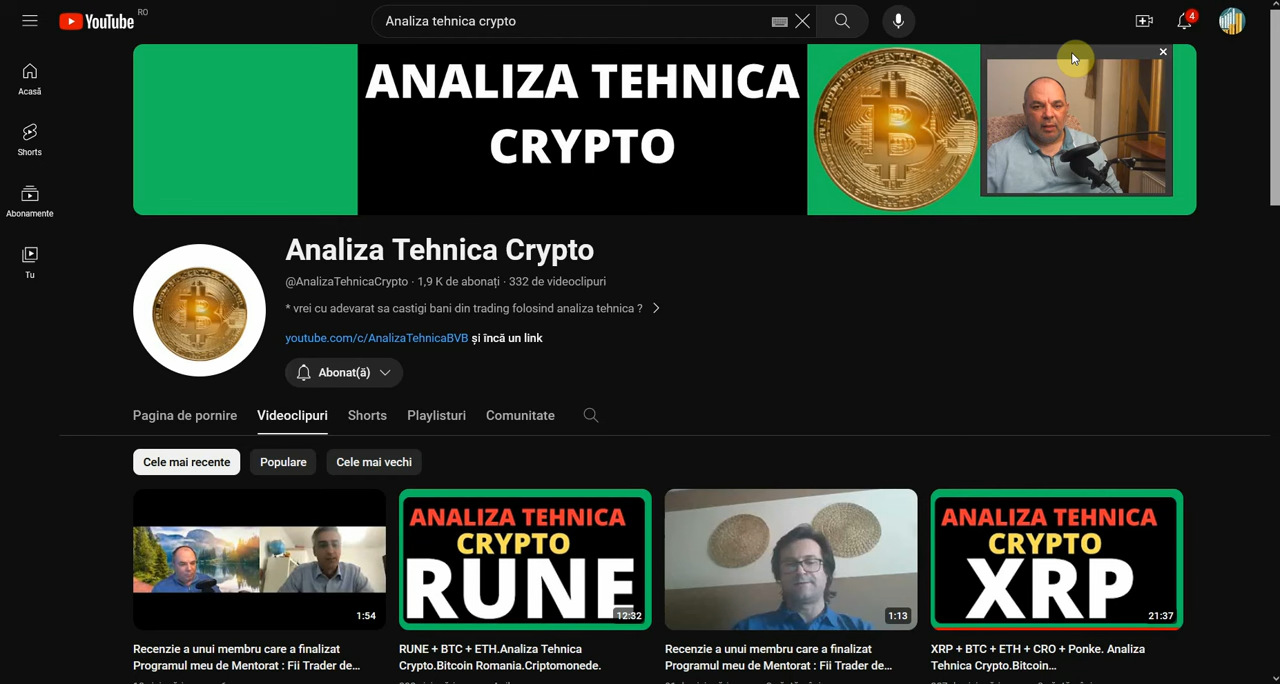 YouTube RO
Analiza tehnica crypto
4
Acasă
Shorts
Abonamente
Tu
ANALIZA TEHNICA
CRYPTO
Analiza Tehnica Crypto
@AnalizaTehnicaCrypto · 1,9 K de abonați · 332 de videoclipuri
* vrei cu adevarat sa castigi bani din trading folosind analiza tehnica ?
youtube.com/c/AnalizaTehnicaBVB și încă un link
Abonat(ă)
Pagina de pornire Videoclipuri Shorts Playlisturi Comunitate
Cele mai recente Populare Cele mai vechi
1:54
ANALIZA TEHNICA
CRYPTO
RUNE
12:32
1:13
ANALIZA TEHNICA
CRYPTO
XRP
21:37
Recenzie a unui membru care a finalizat
Programul meu de Mentorat : Fii Trader de...
RUNE + BTC + ETH.Analiza Tehnica
Crypto.Bitcoin Romania.Criptomonede.
Recenzie a unui membru care a finalizat
Programul meu de Mentorat : Fii Trader de...
XRP + BTC + ETH + CRO + Ponke. Analiza
Tehnica Crypto.Bitcoin...